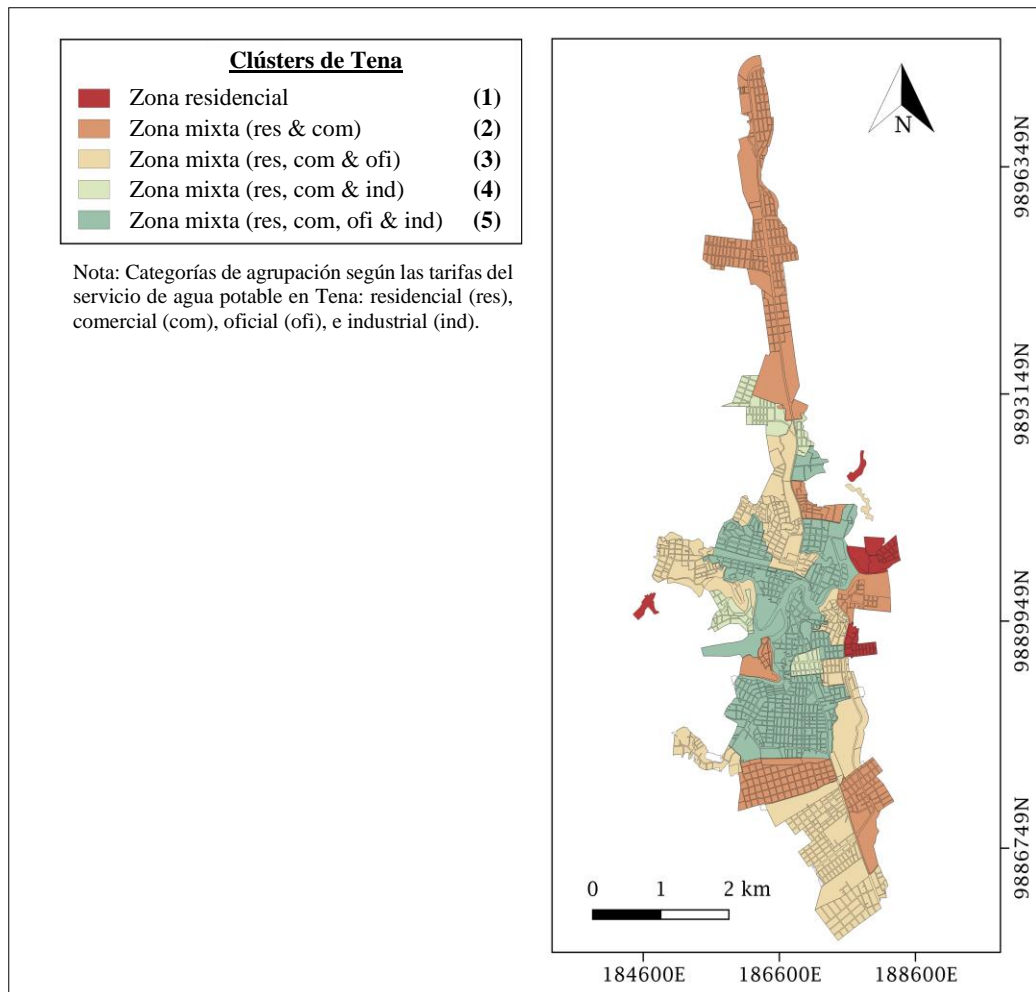 Clústers de Tena
Zona residencial (1)
Zona mixta (res & com) (2)
Zona mixta (res, com & ofi) (3)
Zona mixta (res, com & ind) (4)
Zona mixta (res, com, ofi & ind) (5)
Nota: Categorías de agrupación según las tarifas del
servicio de agua potable en Tena: residencial (res),
comercial (com), oficial (ofi), e industrial (ind).
N
9896349N
9893149N
9889949N
9886749N
0 1 2 km
184600E 186600E 188600E